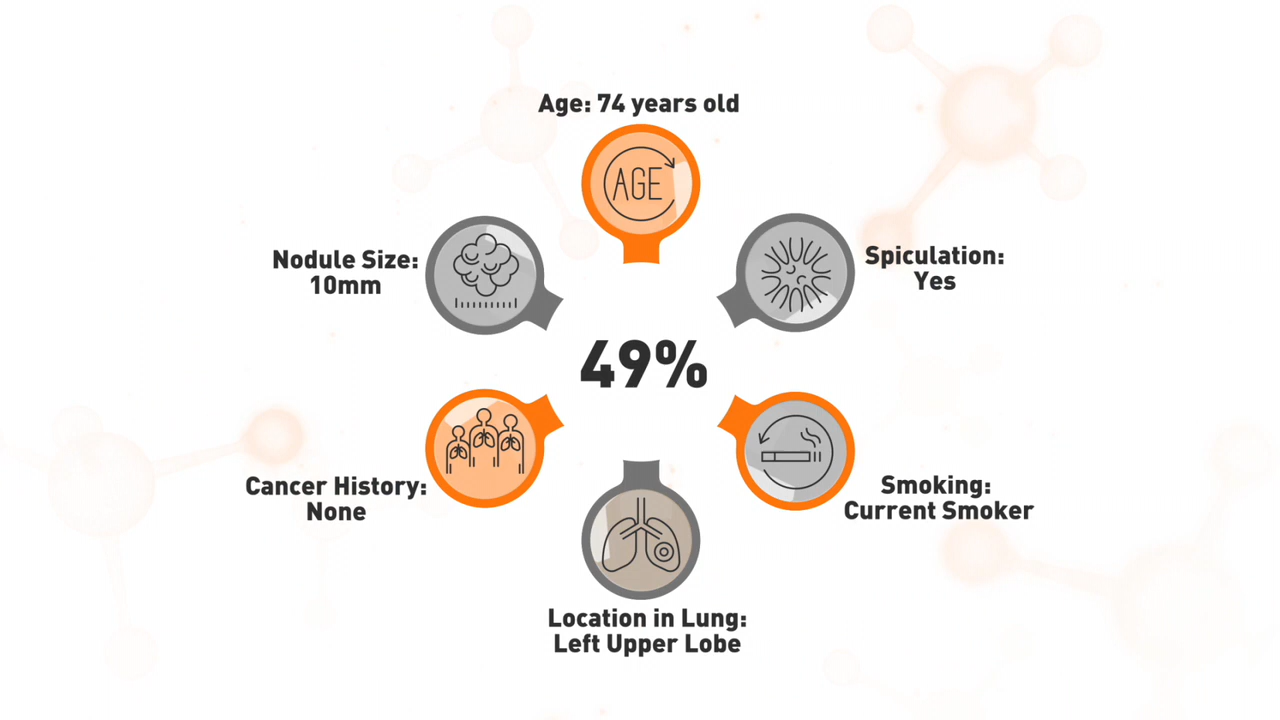 Age: 74 years old
AGE
Nodule Size:
10mm
Spiculation:
Yes
49%
Cancer History:
None
Smoking:
Current Smoker
Location in Lung:
Left Upper Lobe